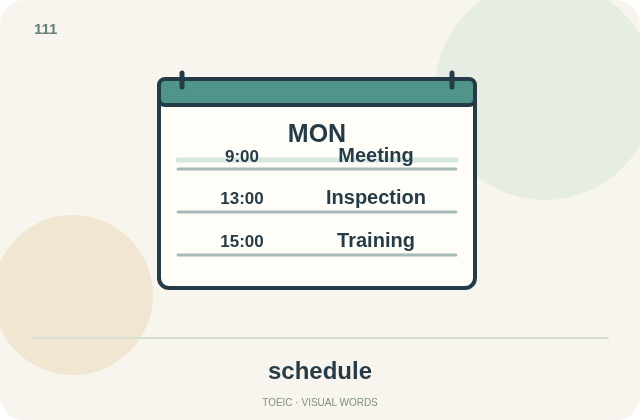 111
MON
9:00 Meeting
13:00 Inspection
15:00 Training
schedule
TOEIC · VISUAL WORDS